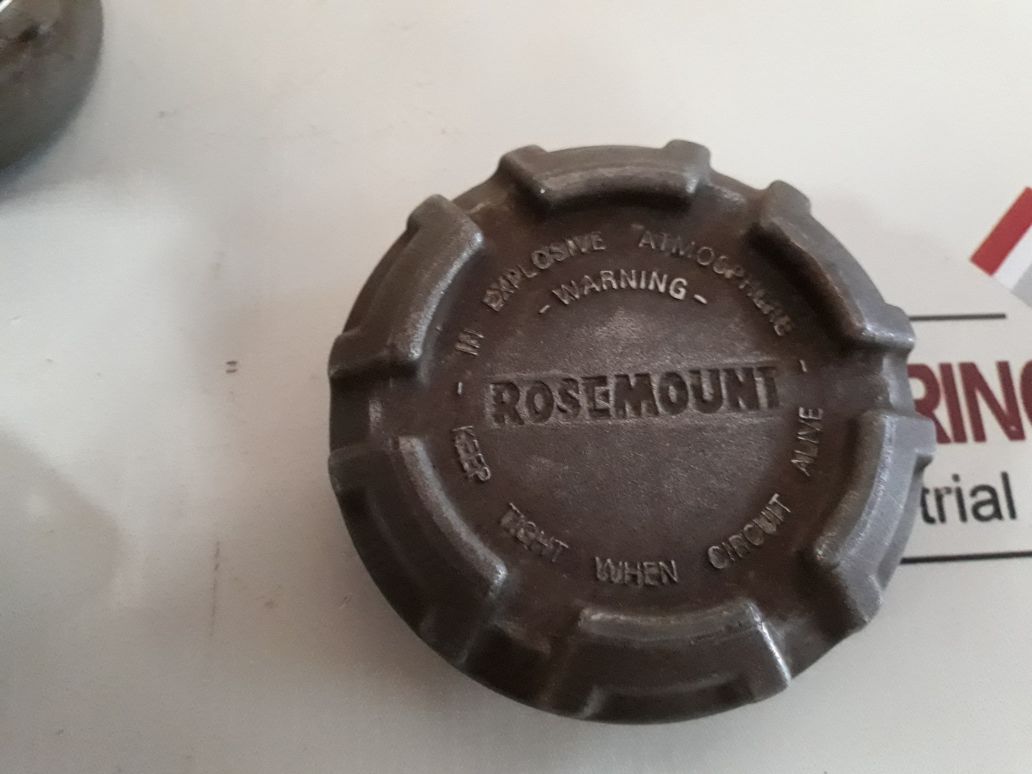 - IN EXPLOSIVE ATMOSPHERE -
- WARNING -
ROSEMOUNT
KEEP TIGHT WHEN CIRCUIT ALIVE
RING
trial